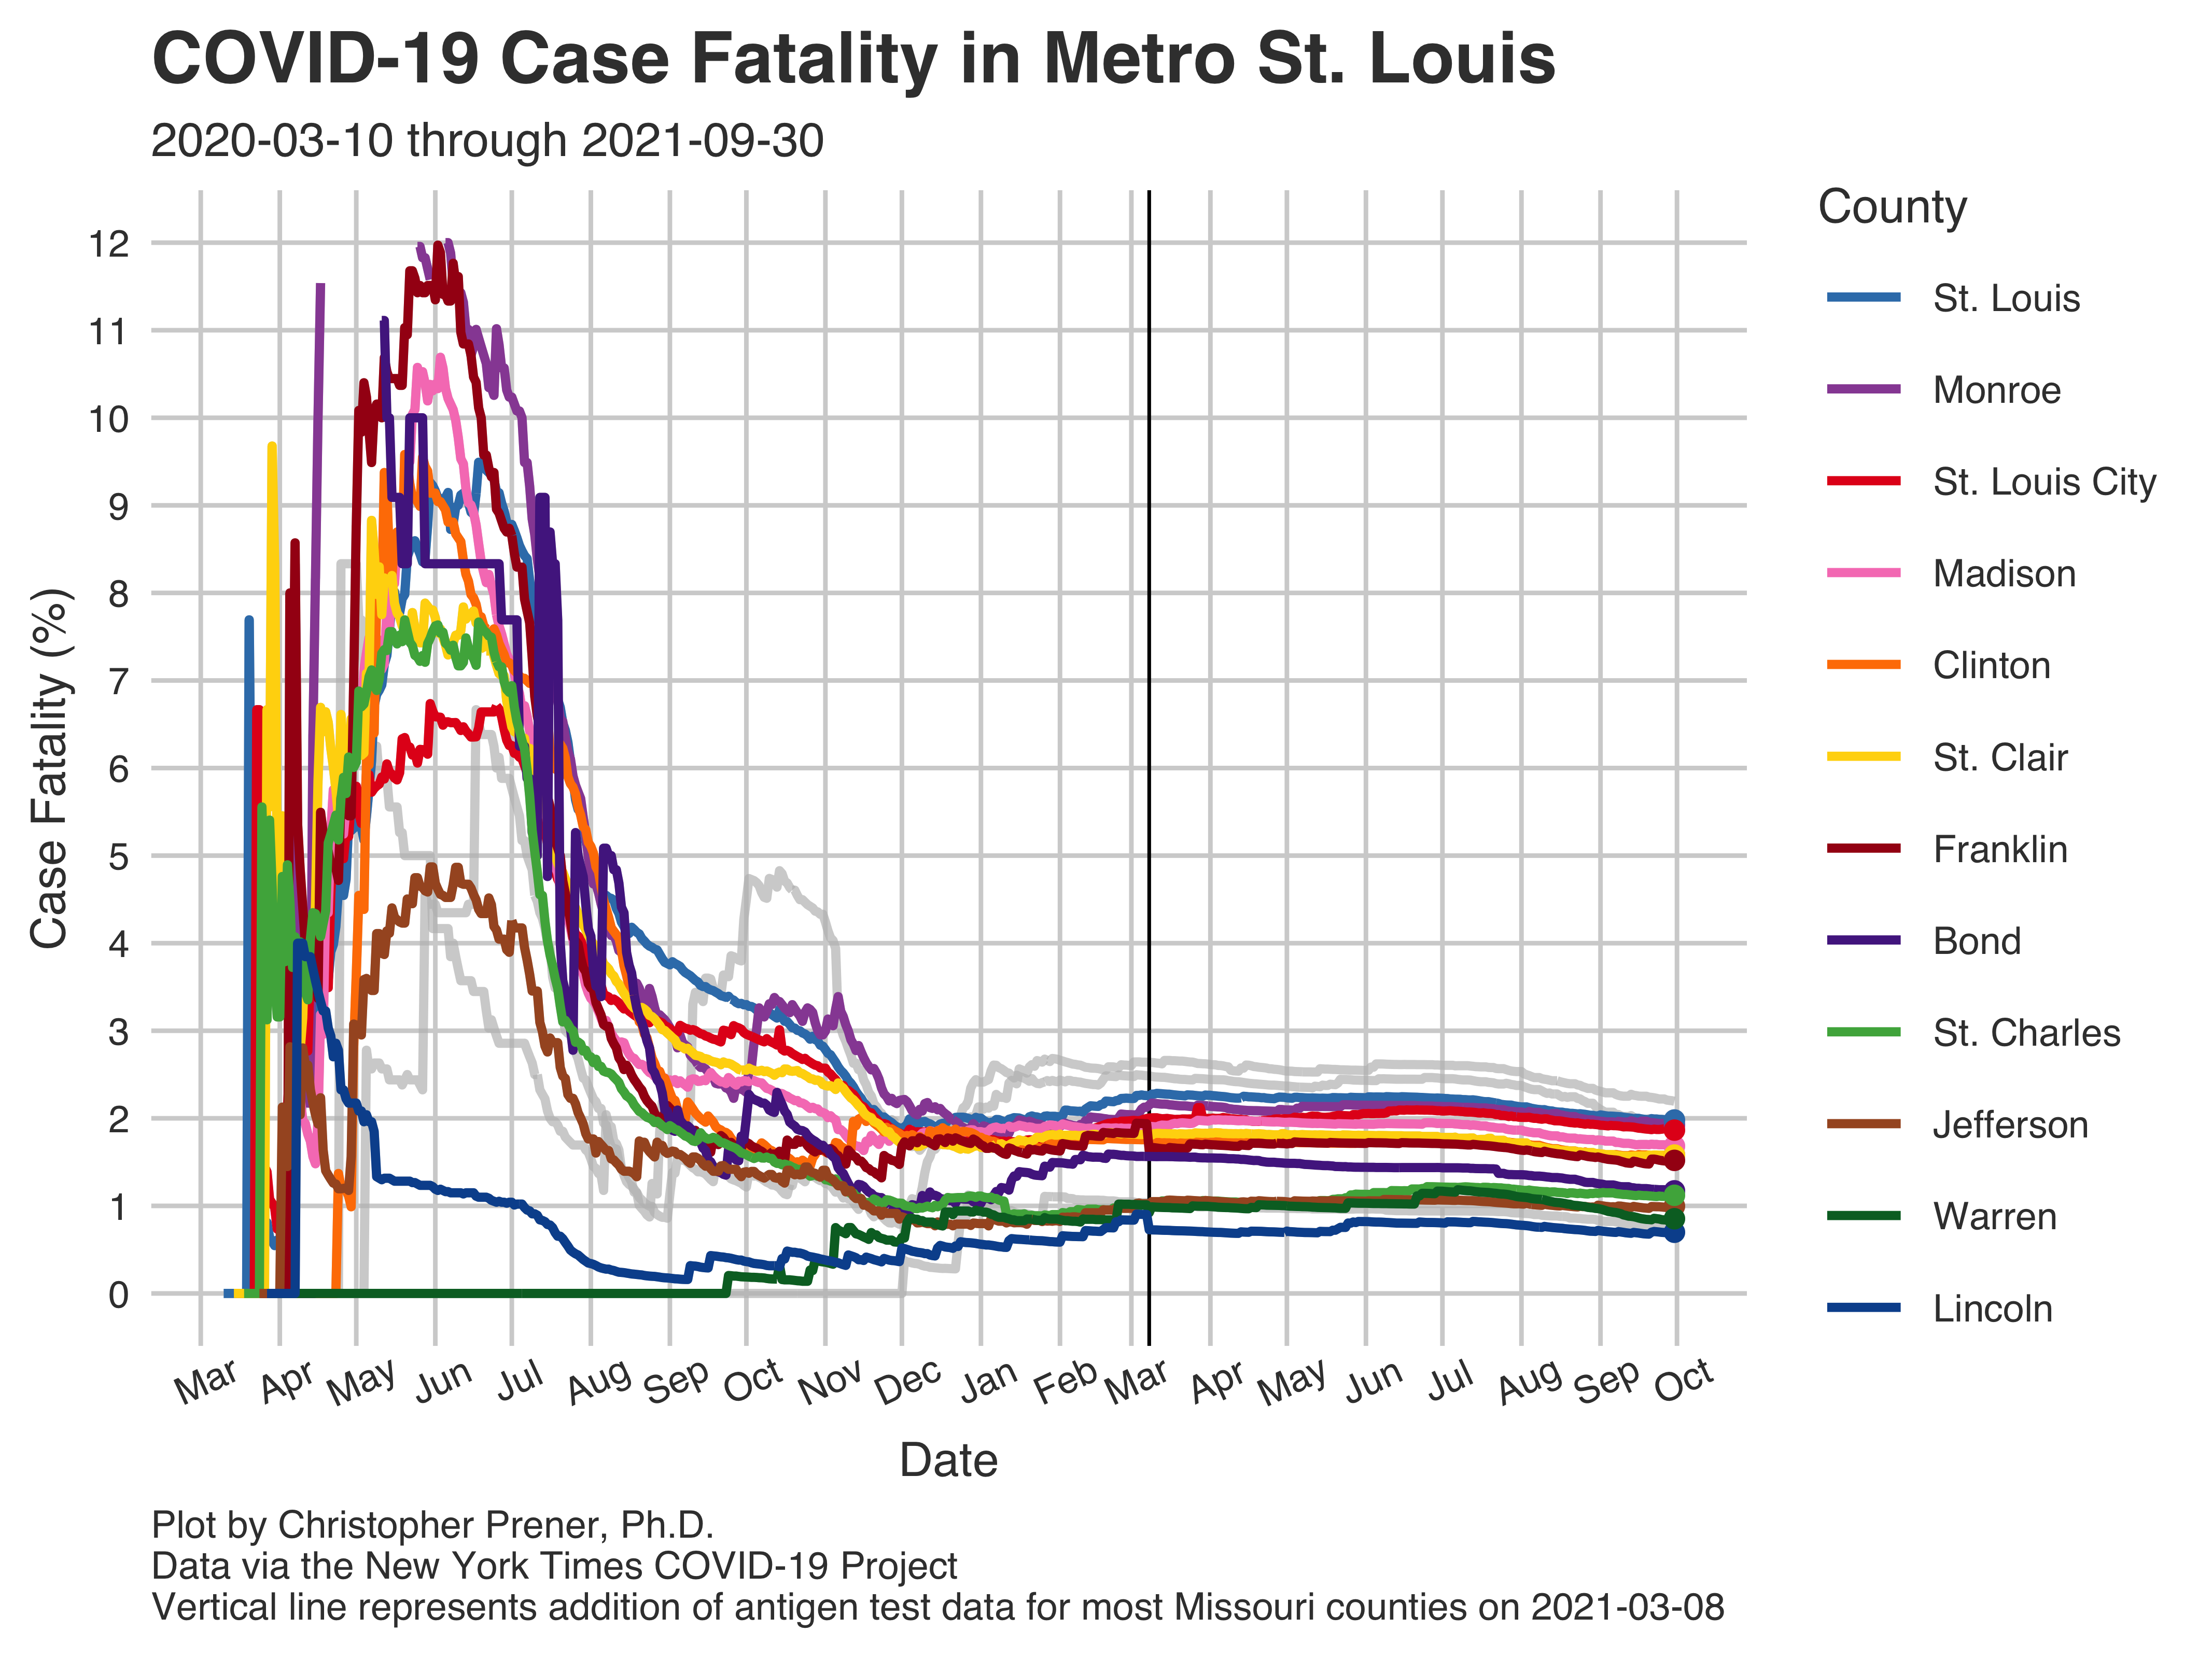 COVID-19 Case Fatality in Metro St. Louis
2020-03-10 through 2021-09-30
County
St. Louis
Monroe
St. Louis City
Madison
Clinton
St. Clair
Franklin
Bond
St. Charles
Jefferson
Warren
Lincoln
Case Fatality (%)
12
11
10
9
8
7
6
5
4
3
2
1
0
Mar Apr May Jun Jul Aug Sep Oct Nov Dec Jan Feb Mar Apr May Jun Jul Aug Sep Oct
Date
Plot by Christopher Prener, Ph.D.
Data via the New York Times COVID-19 Project
Vertical line represents addition of antigen test data for most Missouri counties on 2021-03-08